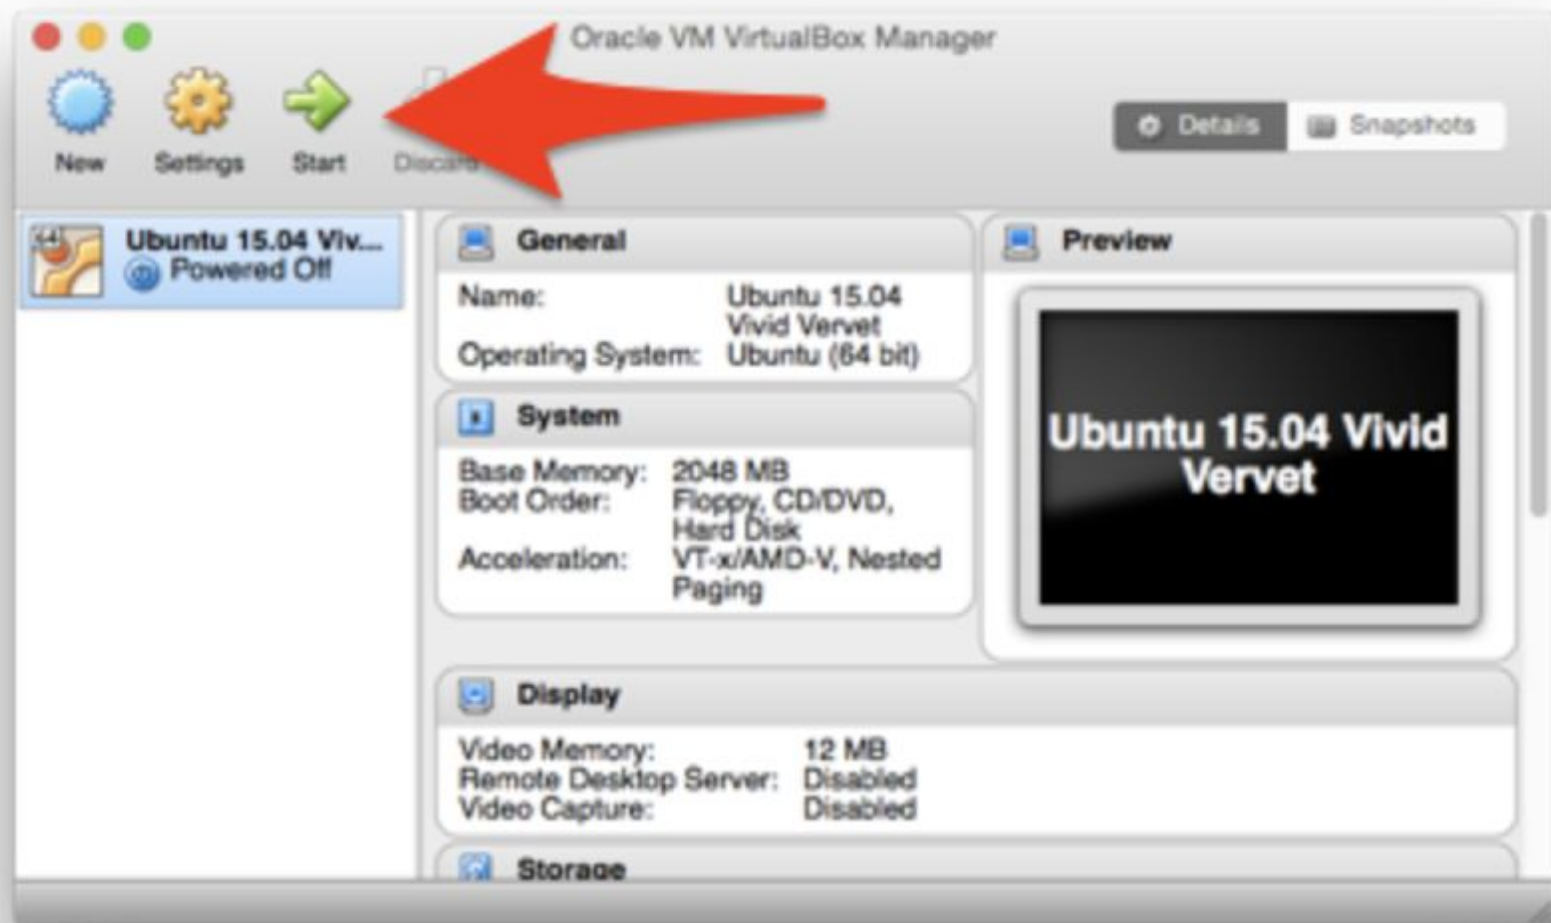 Oracle VM VirtualBox Manager
New Settings Start
Details Snapshots
Ubuntu 15.04 Viv...
Powered Off
General
Name: Ubuntu 15.04
Vivid Vervet
Operating System: Ubuntu (64 bit)
System
Base Memory: 2048 MB
Boot Order: Floppy, CD/DVD,
Hard Disk
Acceleration: VT-x/AMD-V, Nested
Paging
Preview
Ubuntu 15.04 Vivid
Vervet
Display
Video Memory: 12 MB
Remote Desktop Server: Disabled
Video Capture: Disabled
Storage